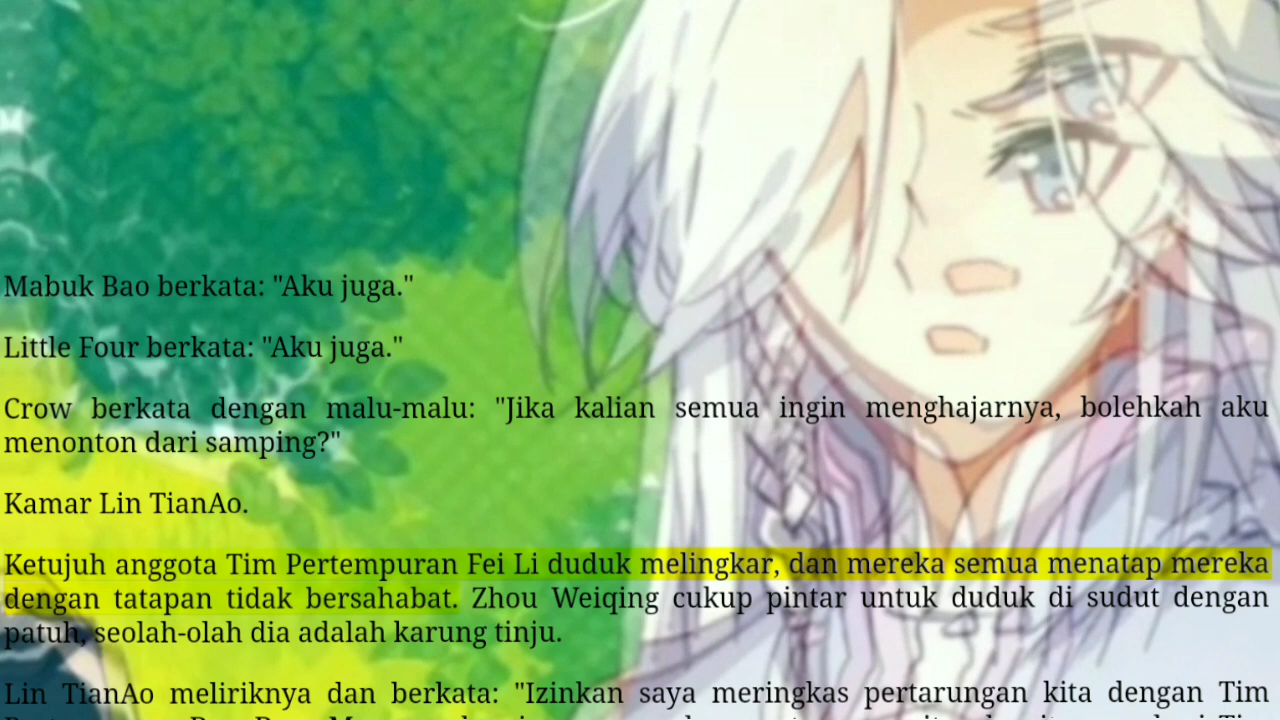 Mabuk Bao berkata: "Aku juga."
Little Four berkata: "Aku juga."
Crow berkata dengan malu-malu: "Jika kalian semua ingin menghajarnya, bolehkah aku
menonton dari samping?"
Kamar Lin TianAo.
Ketujuh anggota Tim Pertempuran Fei Li duduk melingkar, dan mereka semua menatap mereka
dengan tatapan tidak bersahabat. Zhou Weiqing cukup pintar untuk duduk di sudut dengan
patuh, seolah-olah dia adalah karung tinju.
Lin TianAo meliriknya dan berkata: "Izinkan saya meringkas pertarungan kita dengan Tim